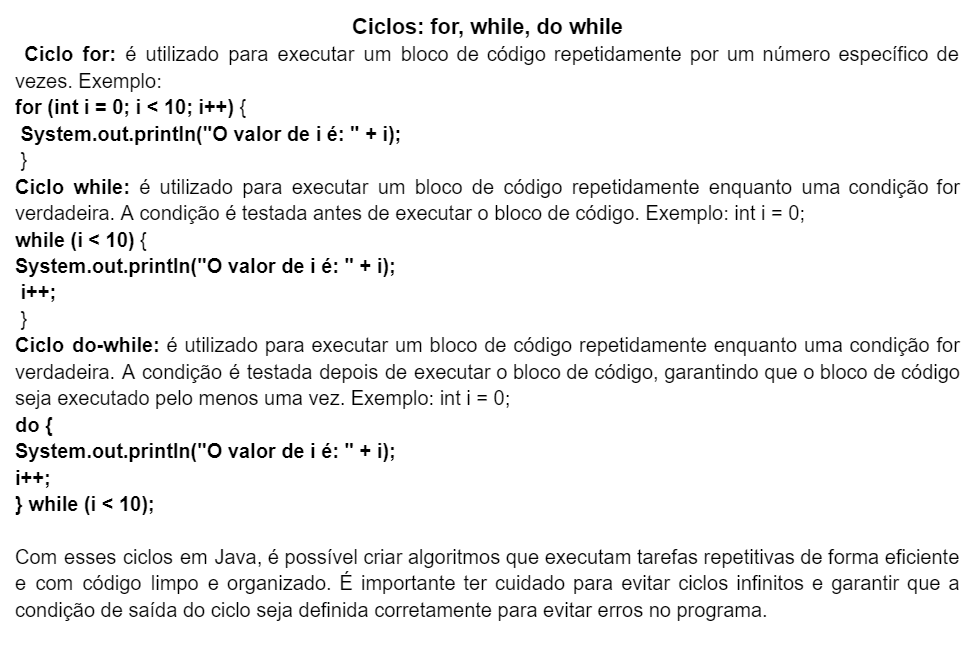 Ciclos: for, while, do while
Ciclo for: é utilizado para executar um bloco de código repetidamente por um número específico de
vezes. Exemplo:
for (int i = 0; i < 10; i++) {
System.out.println("O valor de i é: " + i);
}
Ciclo while: é utilizado para executar um bloco de código repetidamente enquanto uma condição for
verdadeira. A condição é testada antes de executar o bloco de código. Exemplo: int i = 0;
while (i < 10) {
System.out.println("O valor de i é: " + i);
i++;
}
Ciclo do-while: é utilizado para executar um bloco de código repetidamente enquanto uma condição for
verdadeira. A condição é testada depois de executar o bloco de código, garantindo que o bloco de código
seja executado pelo menos uma vez. Exemplo: int i = 0;
do {
System.out.println("O valor de i é: " + i);
i++;
} while (i < 10);
Com esses ciclos em Java, é possível criar algoritmos que executam tarefas repetitivas de forma eficiente
e com código limpo e organizado. É importante ter cuidado para evitar ciclos infinitos e garantir que a
condição de saída do ciclo seja definida corretamente para evitar erros no programa.